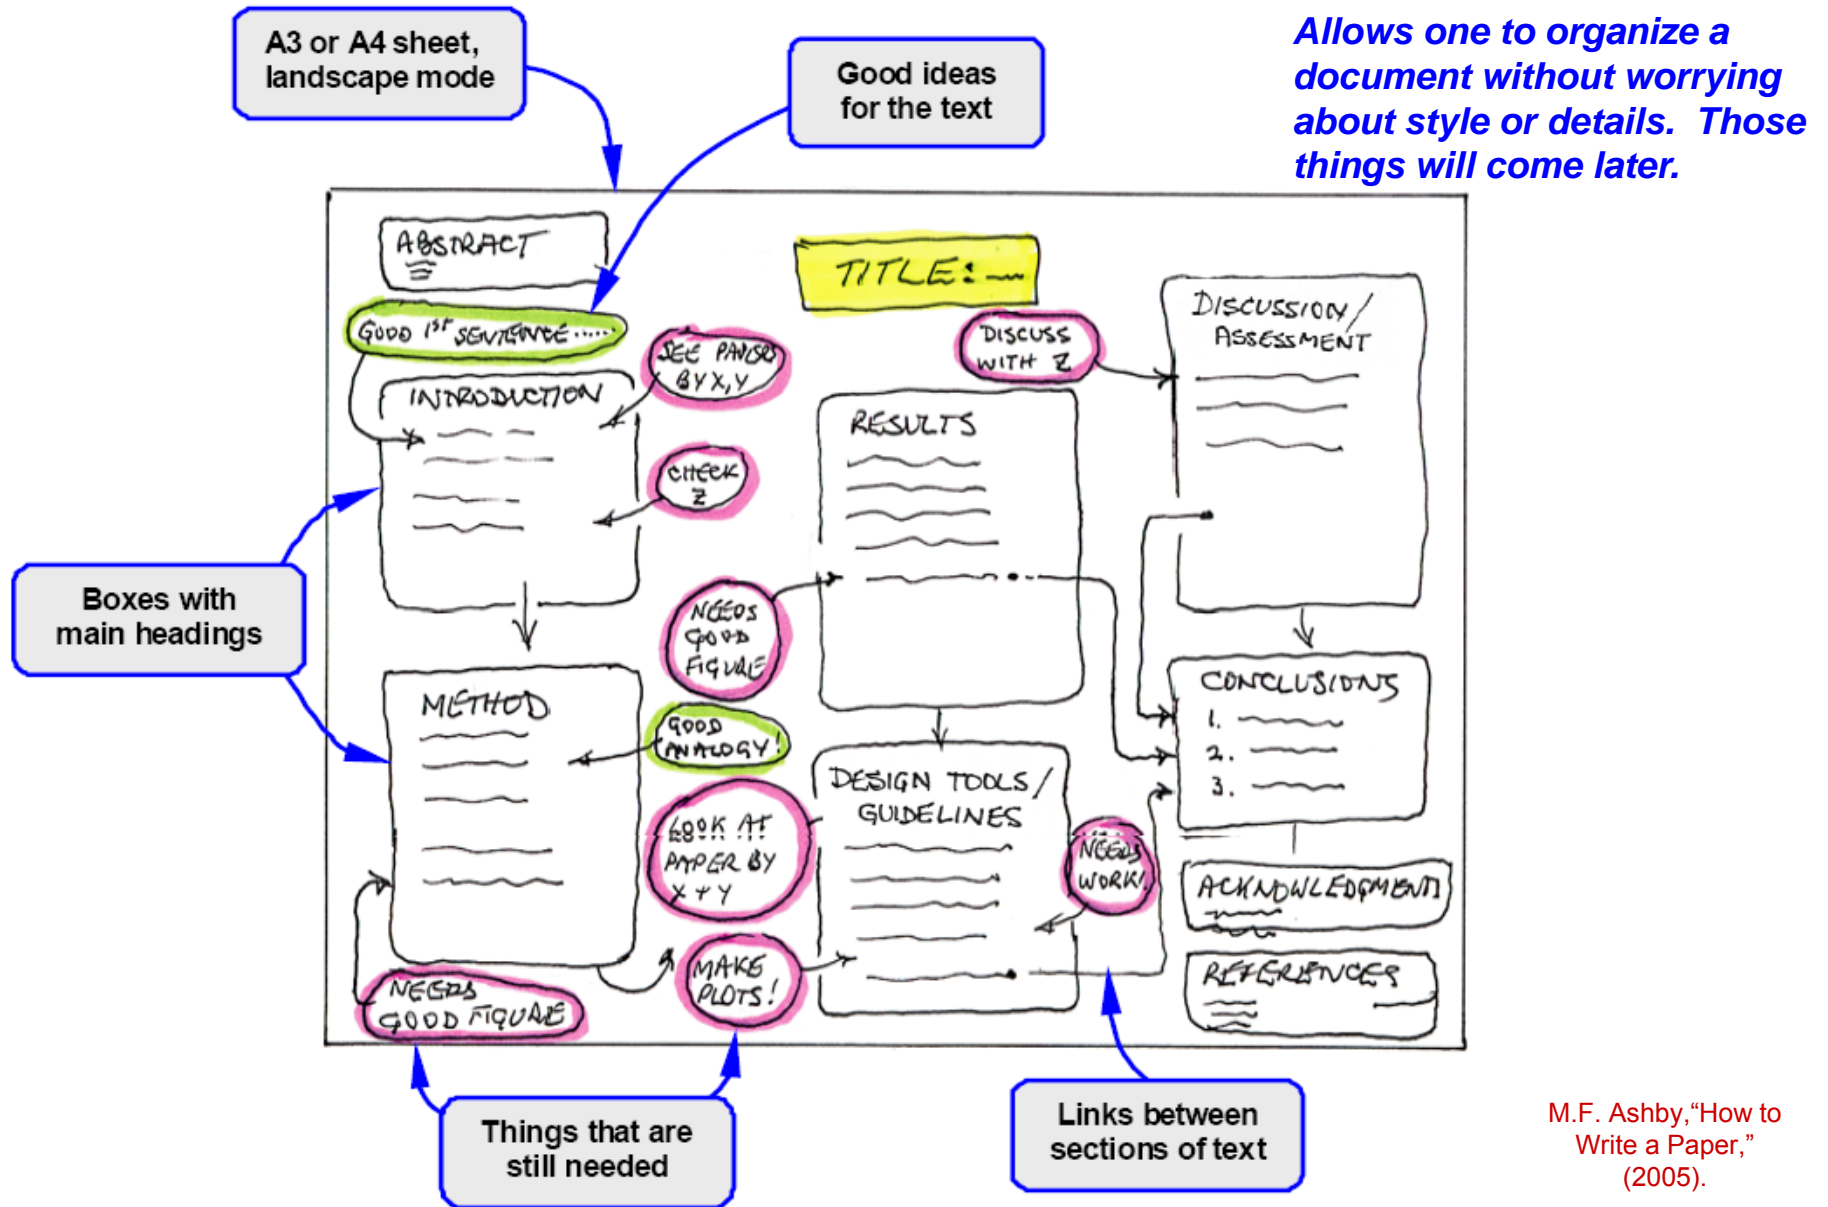 A3 or A4 sheet,
landscape mode
Good ideas
for the text
Allows one to organize a
document without worrying
about style or details. Those
things will come later.
ABSTRACT
TITLE:
GOOD 1ST SENTENCE ......
SEE PAPERS
BY X, Y
INTRODUCTION
CHECK
Z
DISCUSS
WITH Z
DISCUSSION/
ASSESSMENT
RESULTS
Boxes with
main headings
NEEDS
GOOD
FIGURE
METHOD
GOOD
ANALOGY!
LOOK AT
PAPER BY
X + Y
DESIGN TOOLS/
GUIDELINES
NEEDS
WORK!
CONCLUSIONS
1.
2.
3.
ACKNOWLEDGMENTS
REFERENCES
MAKE
PLOTS!
NEEDS
GOOD FIGURE
Things that are
still needed
Links between
sections of text
M.F. Ashby,“How to
Write a Paper,”
(2005).